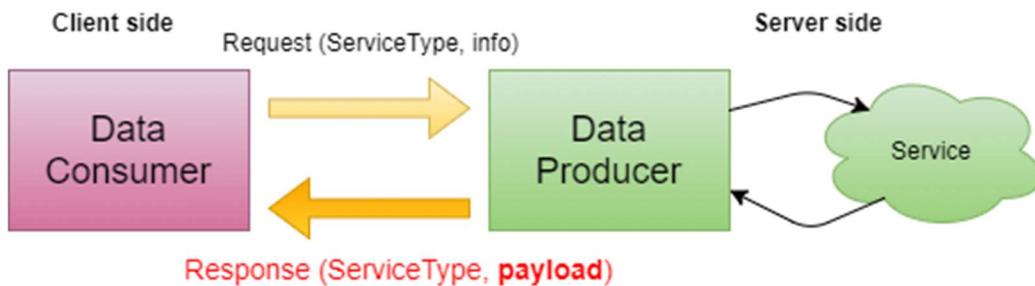 Client side
Server side
Request (ServiceType, info)
Data
Consumer
Data
Producer
Service
Response (ServiceType, payload)